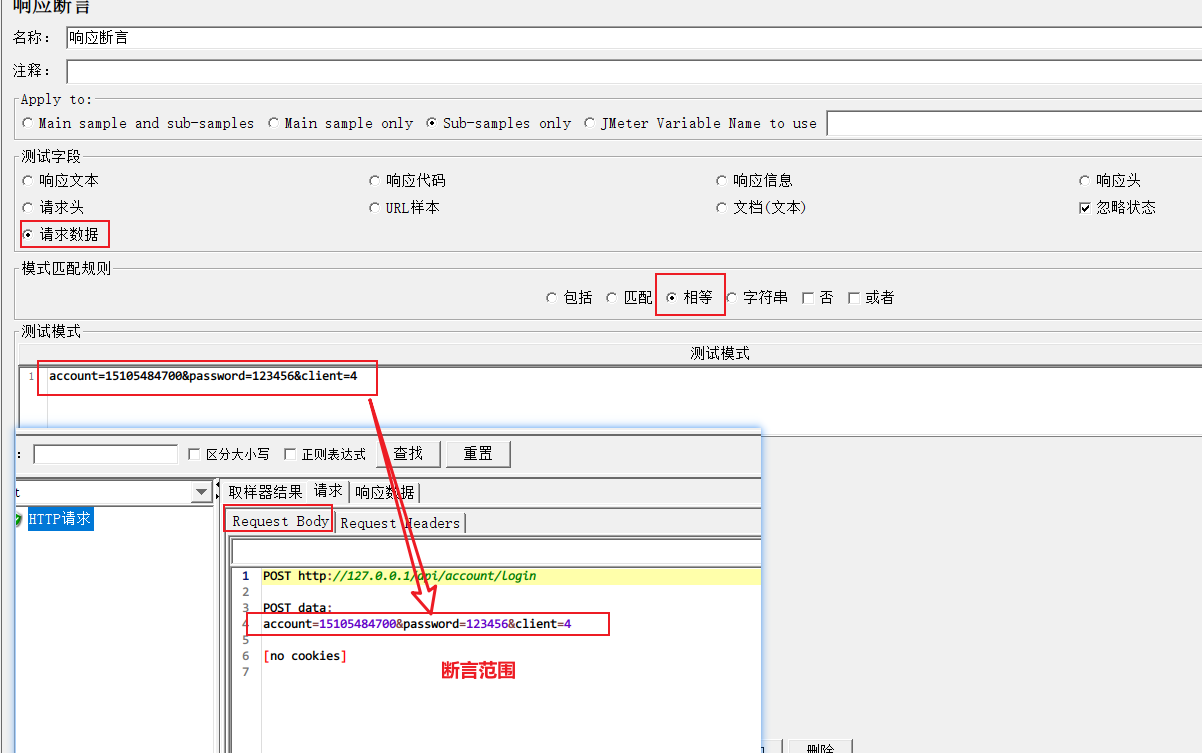 响应断言
名称： 响应断言
注释：
Apply to:
Main sample and sub-samples Main sample only Sub-samples only JMeter Variable Name to use
测试字段
响应文本 响应代码 响应信息 响应头
请求头 URL样本 文档(文本) 忽略状态
请求数据
模式匹配规则
包括 匹配 相等 字符串 否 或者
测试模式
测试模式
1 account=15105484700&password=123456&client=4
: 区分大小写 正则表达式 查找 重置
t 取样器结果 请求 响应数据
HTTP请求 Request Body Request Headers
1 POST http://127.0.0.1/api/account/login
2
3 POST data:
4 account=15105484700&password=123456&client=4
5
6 [no cookies]
7
断言范围
删除